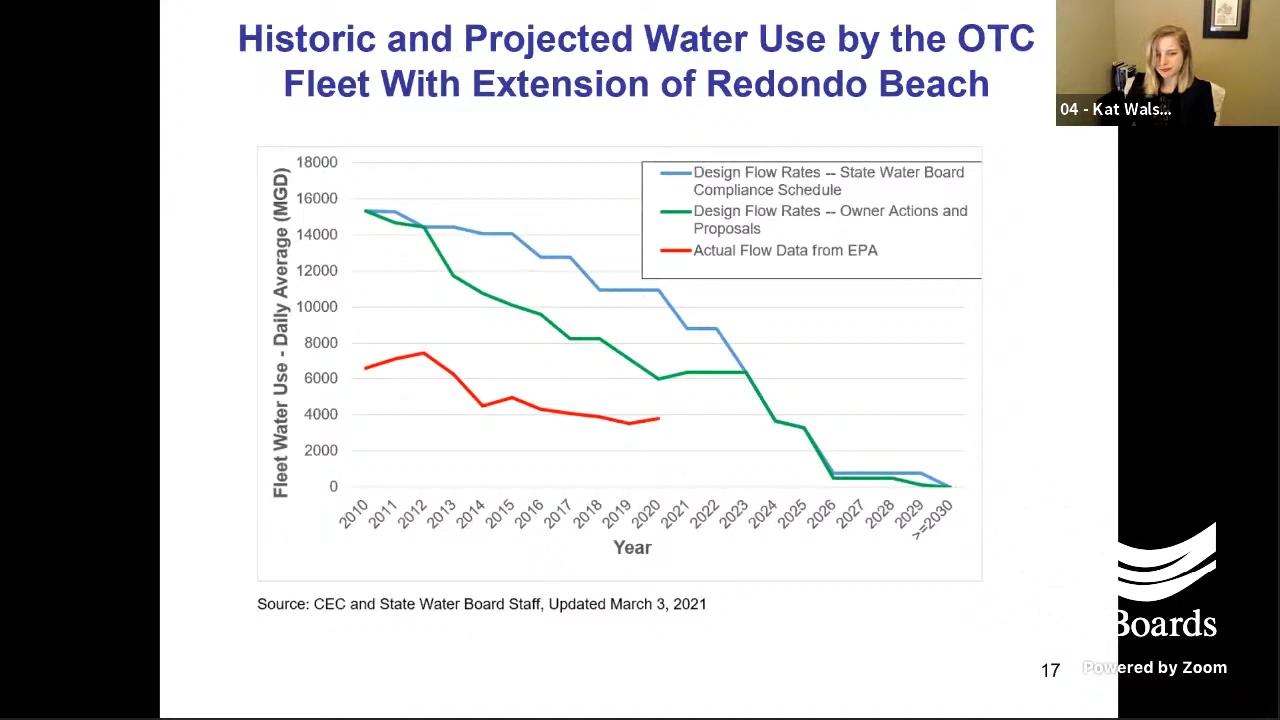 Historic and Projected Water Use by the OTC
Fleet With Extension of Redondo Beach
04 - Kat Wals...
Fleet Water Use - Daily Average (MGD)
18000
16000
14000
12000
10000
8000
6000
4000
2000
0
Design Flow Rates -- State Water Board
Compliance Schedule
Design Flow Rates -- Owner Actions and
Proposals
Actual Flow Data from EPA
2010
2011
2012
2013
2014
2015
2016
2017
2018
2019
2020
2021
2022
2023
2024
2025
2026
2027
2028
2029
>=2030
Year
Source: CEC and State Water Board Staff, Updated March 3, 2021
17
Boards
Powered by Zoom